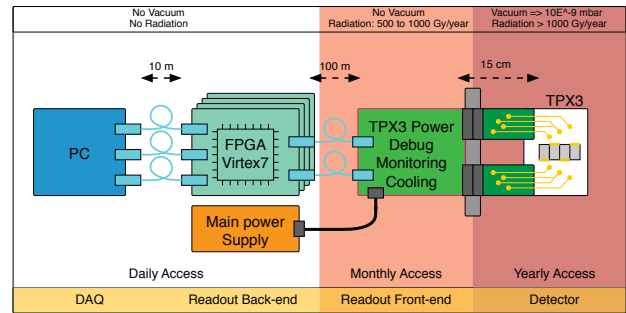 No Vacuum
No Radiation
No Vacuum
Radiation: 500 to 1000 Gy/year
Vacuum => 10E^-9 mbar
Radiation > 1000 Gy/year
10 m
100 m
15 cm
TPX3
PC
FPGA
Virtex7
TPX3 Power
Debug
Monitoring
Cooling
Main power
Supply
Daily Access
Monthly Access
Yearly Access
DAQ
Readout Back-end
Readout Front-end
Detector